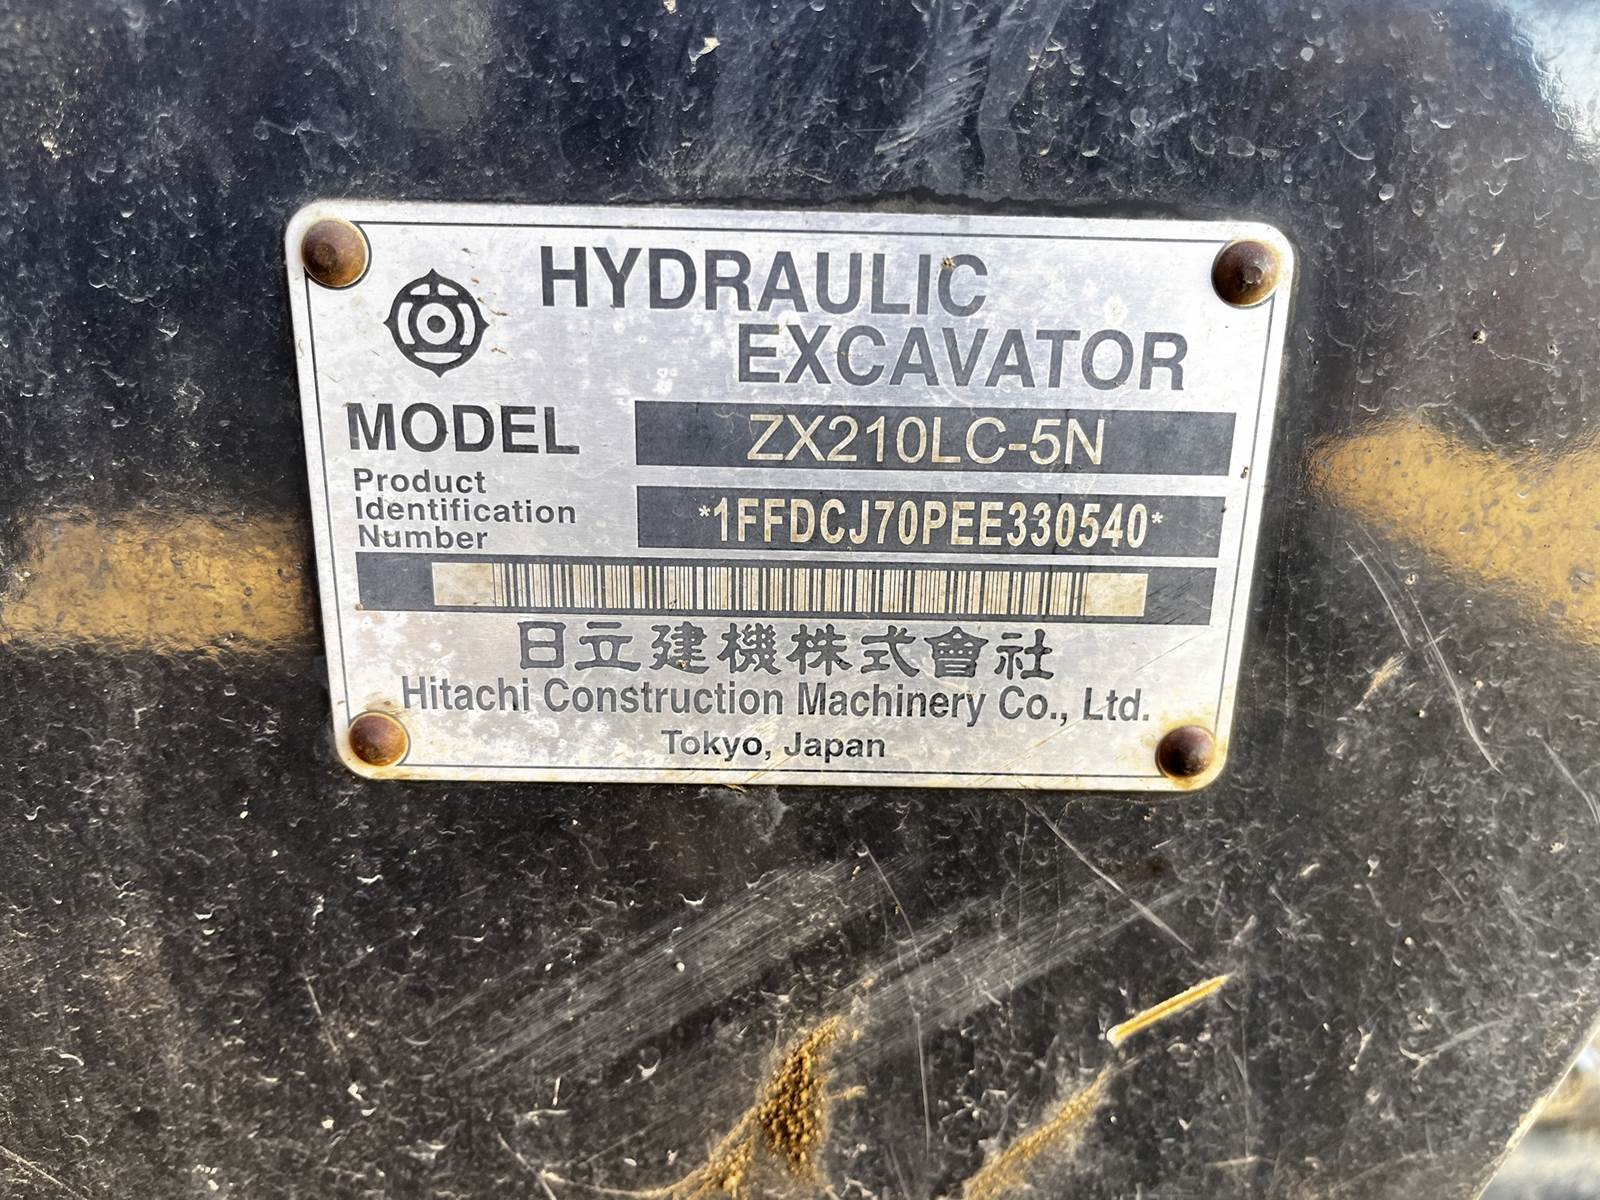 HYDRAULIC
EXCAVATOR
MODEL ZX210LC-5N
Product
Identification
Number
*1FFDCJ70PEE330540*
日立建機株式會社
Hitachi Construction Machinery Co., Ltd.
Tokyo, Japan